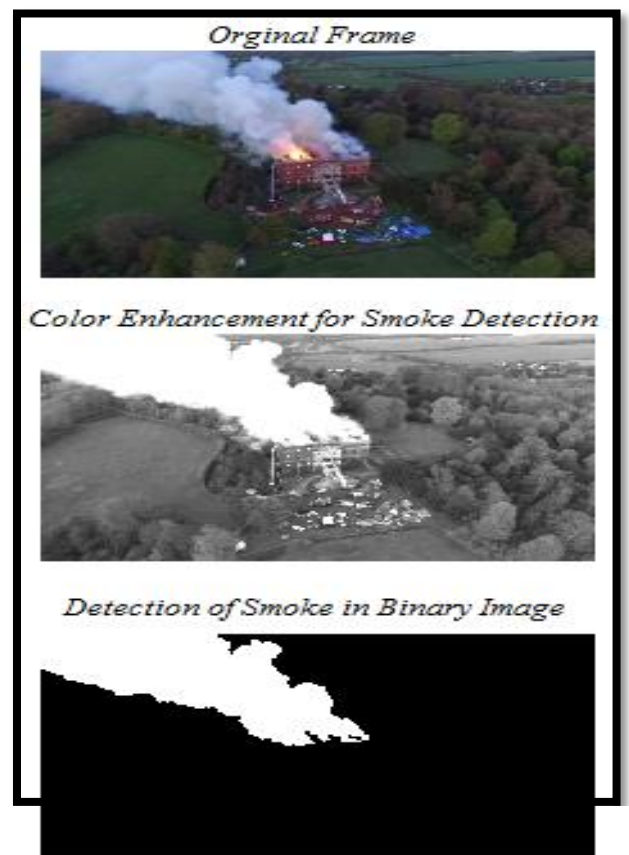 Orginal Frame
Color Enhancement for Smoke Detection
Detection of Smoke in Binary Image